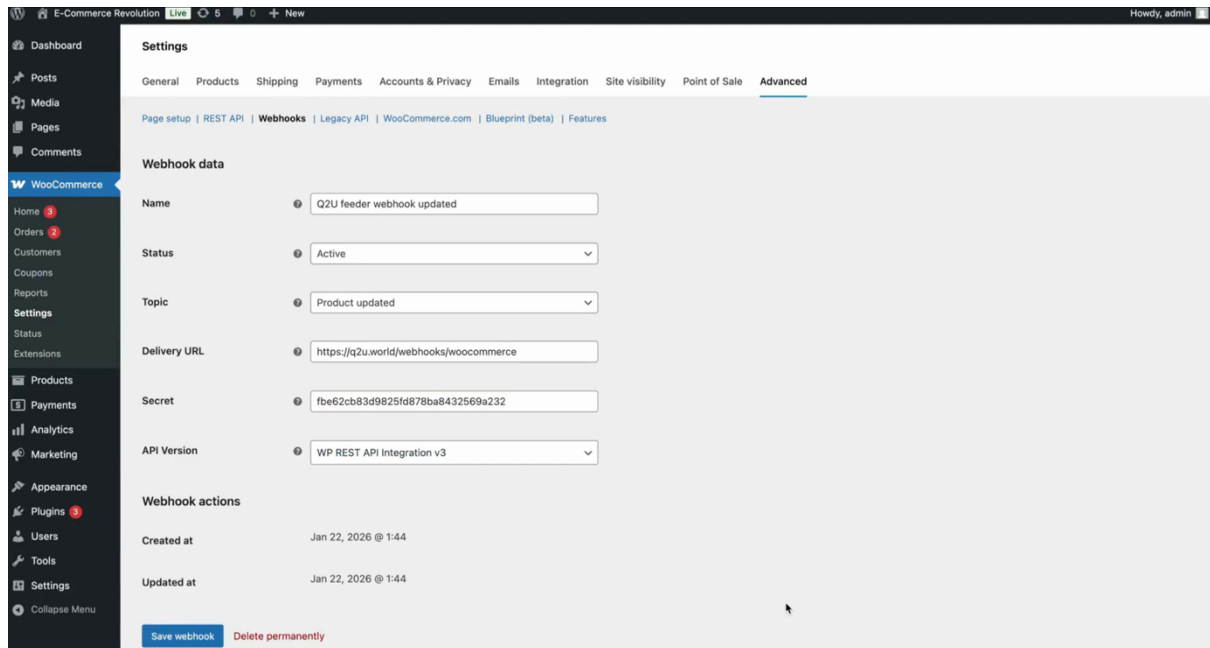 E-Commerce Revolution Live 5 0 + New Howdy, admin
Dashboard
Posts
Media
Pages
Comments
WooCommerce
Home 3
Orders 2
Customers
Coupons
Reports
Settings
Status
Extensions
Products
Payments
Analytics
Marketing
Appearance
Plugins 3
Users
Tools
Settings
Collapse Menu
Settings
General Products Shipping Payments Accounts & Privacy Emails Integration Site visibility Point of Sale Advanced
Page setup | REST API | Webhooks | Legacy API | WooCommerce.com | Blueprint (beta) | Features
Webhook data
Name Q2U feeder webhook updated
Status Active
Topic Product updated
Delivery URL https://q2u.world/webhooks/woocommerce
Secret fbe62cb83d9825fd878ba8432569a232
API Version WP REST API Integration v3
Webhook actions
Created at Jan 22, 2026 @ 1:44
Updated at Jan 22, 2026 @ 1:44
Save webhook Delete permanently